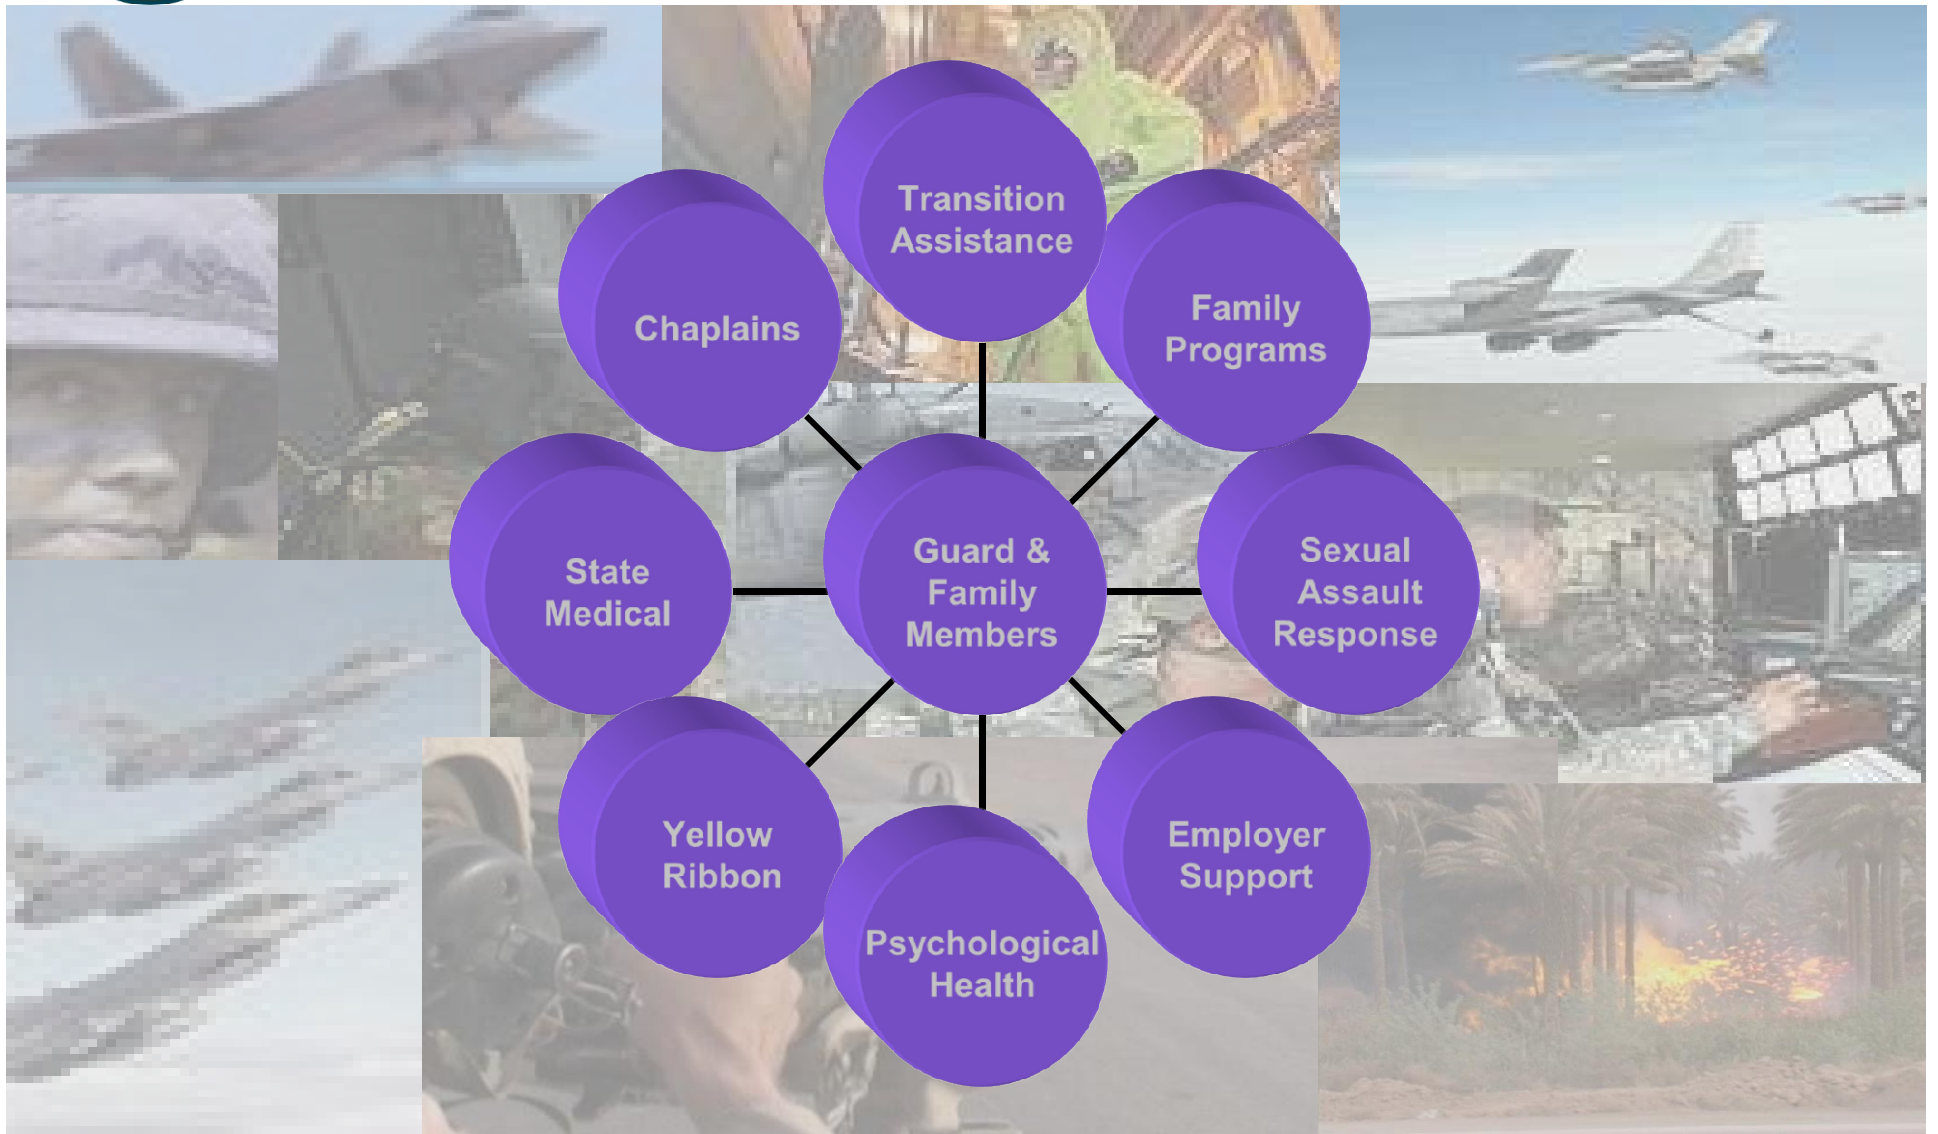 Transition
Assistance
Family
Programs
Chaplains
Guard &
Family
Members
Sexual
Assault
Response
State
Medical
Yellow
Ribbon
Employer
Support
Psychological
Health